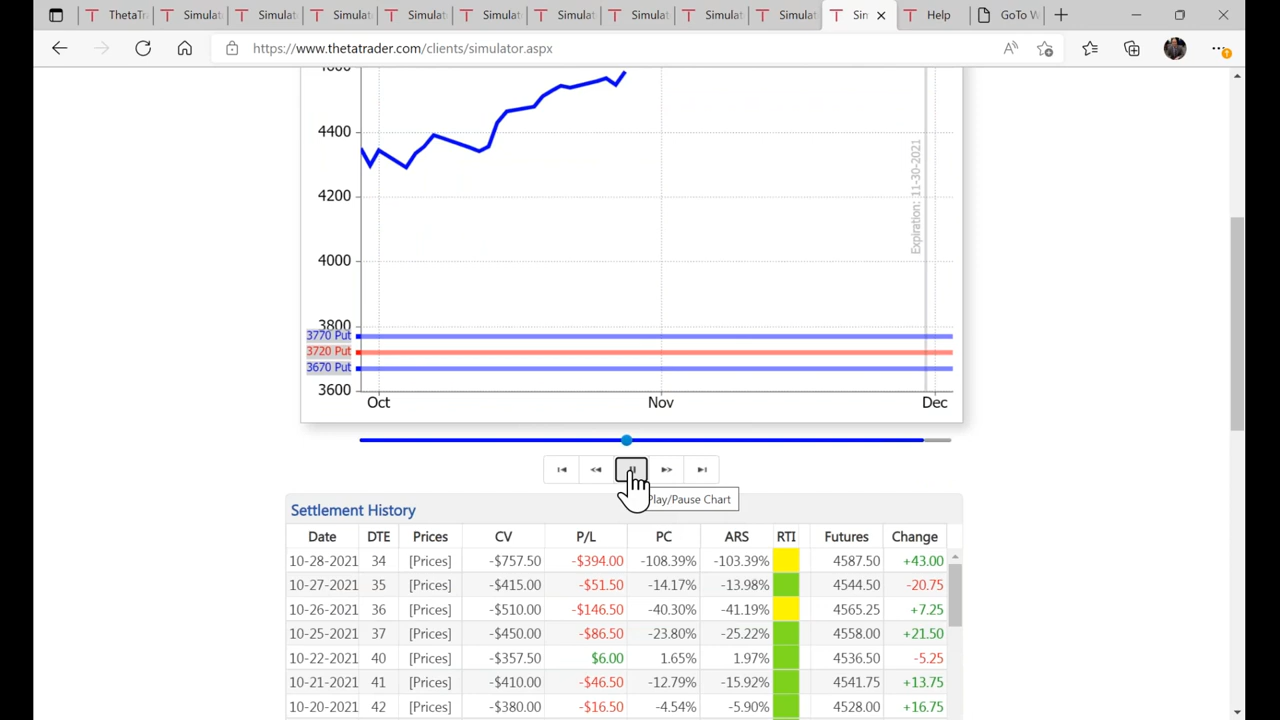 ThetaTra
Simulat
Simulat
Simulat
Simulat
Simulat
Simulat
Simulat
Simulat
Simulat
Sim
Help
GoTo W
https://www.thetatrader.com/clients/simulator.aspx
4600
4400
4200
4000
3800
3770 Put
3720 Put
3670 Put
3600
Expiration: 11-30-2021
Oct Nov Dec
Play/Pause Chart
Settlement History
Date DTE Prices CV P/L PC ARS RTI Futures Change
10-28-2021 34 [Prices] -$757.50 -$394.00 -108.39% -103.39% 4587.50 +43.00
10-27-2021 35 [Prices] -$415.00 -$51.50 -14.17% -13.98% 4544.50 -20.75
10-26-2021 36 [Prices] -$510.00 -$146.50 -40.30% -41.19% 4565.25 +7.25
10-25-2021 37 [Prices] -$450.00 -$86.50 -23.80% -25.22% 4558.00 +21.50
10-22-2021 40 [Prices] -$357.50 $6.00 1.65% 1.97% 4536.50 -5.25
10-21-2021 41 [Prices] -$410.00 -$46.50 -12.79% -15.92% 4541.75 +13.75
10-20-2021 42 [Prices] -$380.00 -$16.50 -4.54% -5.90% 4528.00 +16.75